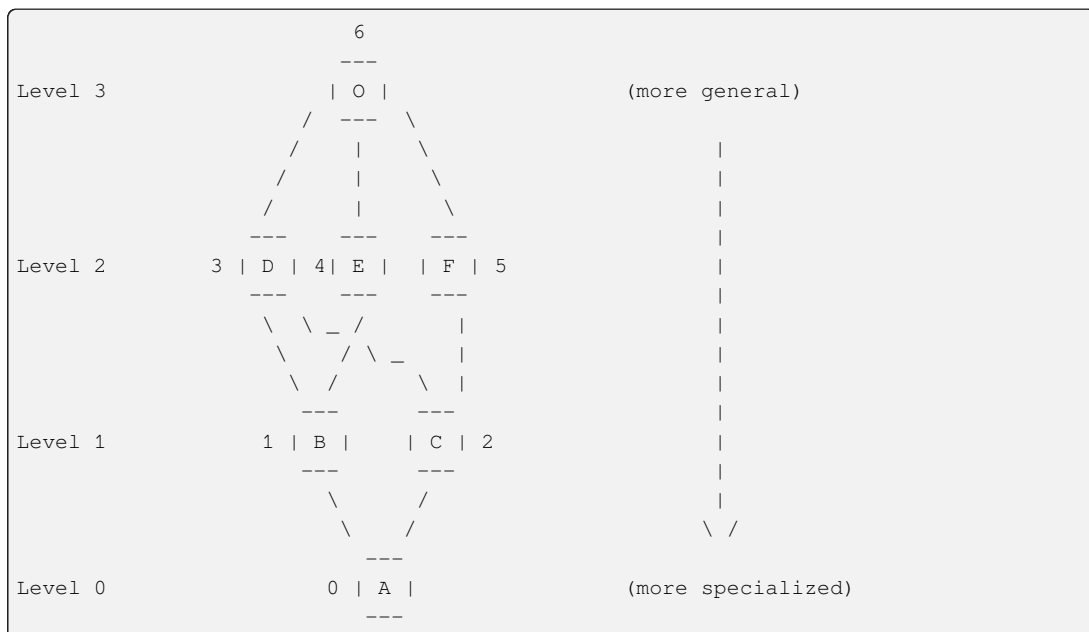 6
                         ---
Level 3                 | O |                  (more general)
                      /  ---  \
                     /    |    \                      |
                    /     |     \                     |
                   /      |      \                    |
                  ---    ---   ---                    |
Level 2        3 | D | 4| E |  | F | 5                |
                  ---    ---   ---                    |
                   \  \ _ /       |                   |
                    \    / \ _    |                   |
                     \  /      \  |                   |
                      ---      ---                    |
Level 1            1 | B |    | C | 2                 |
                      ---      ---                    |
                        \      /                      |
                         \    /                      \ /
                           ---
Level 0                 0 | A |                (more specialized)
                           ---